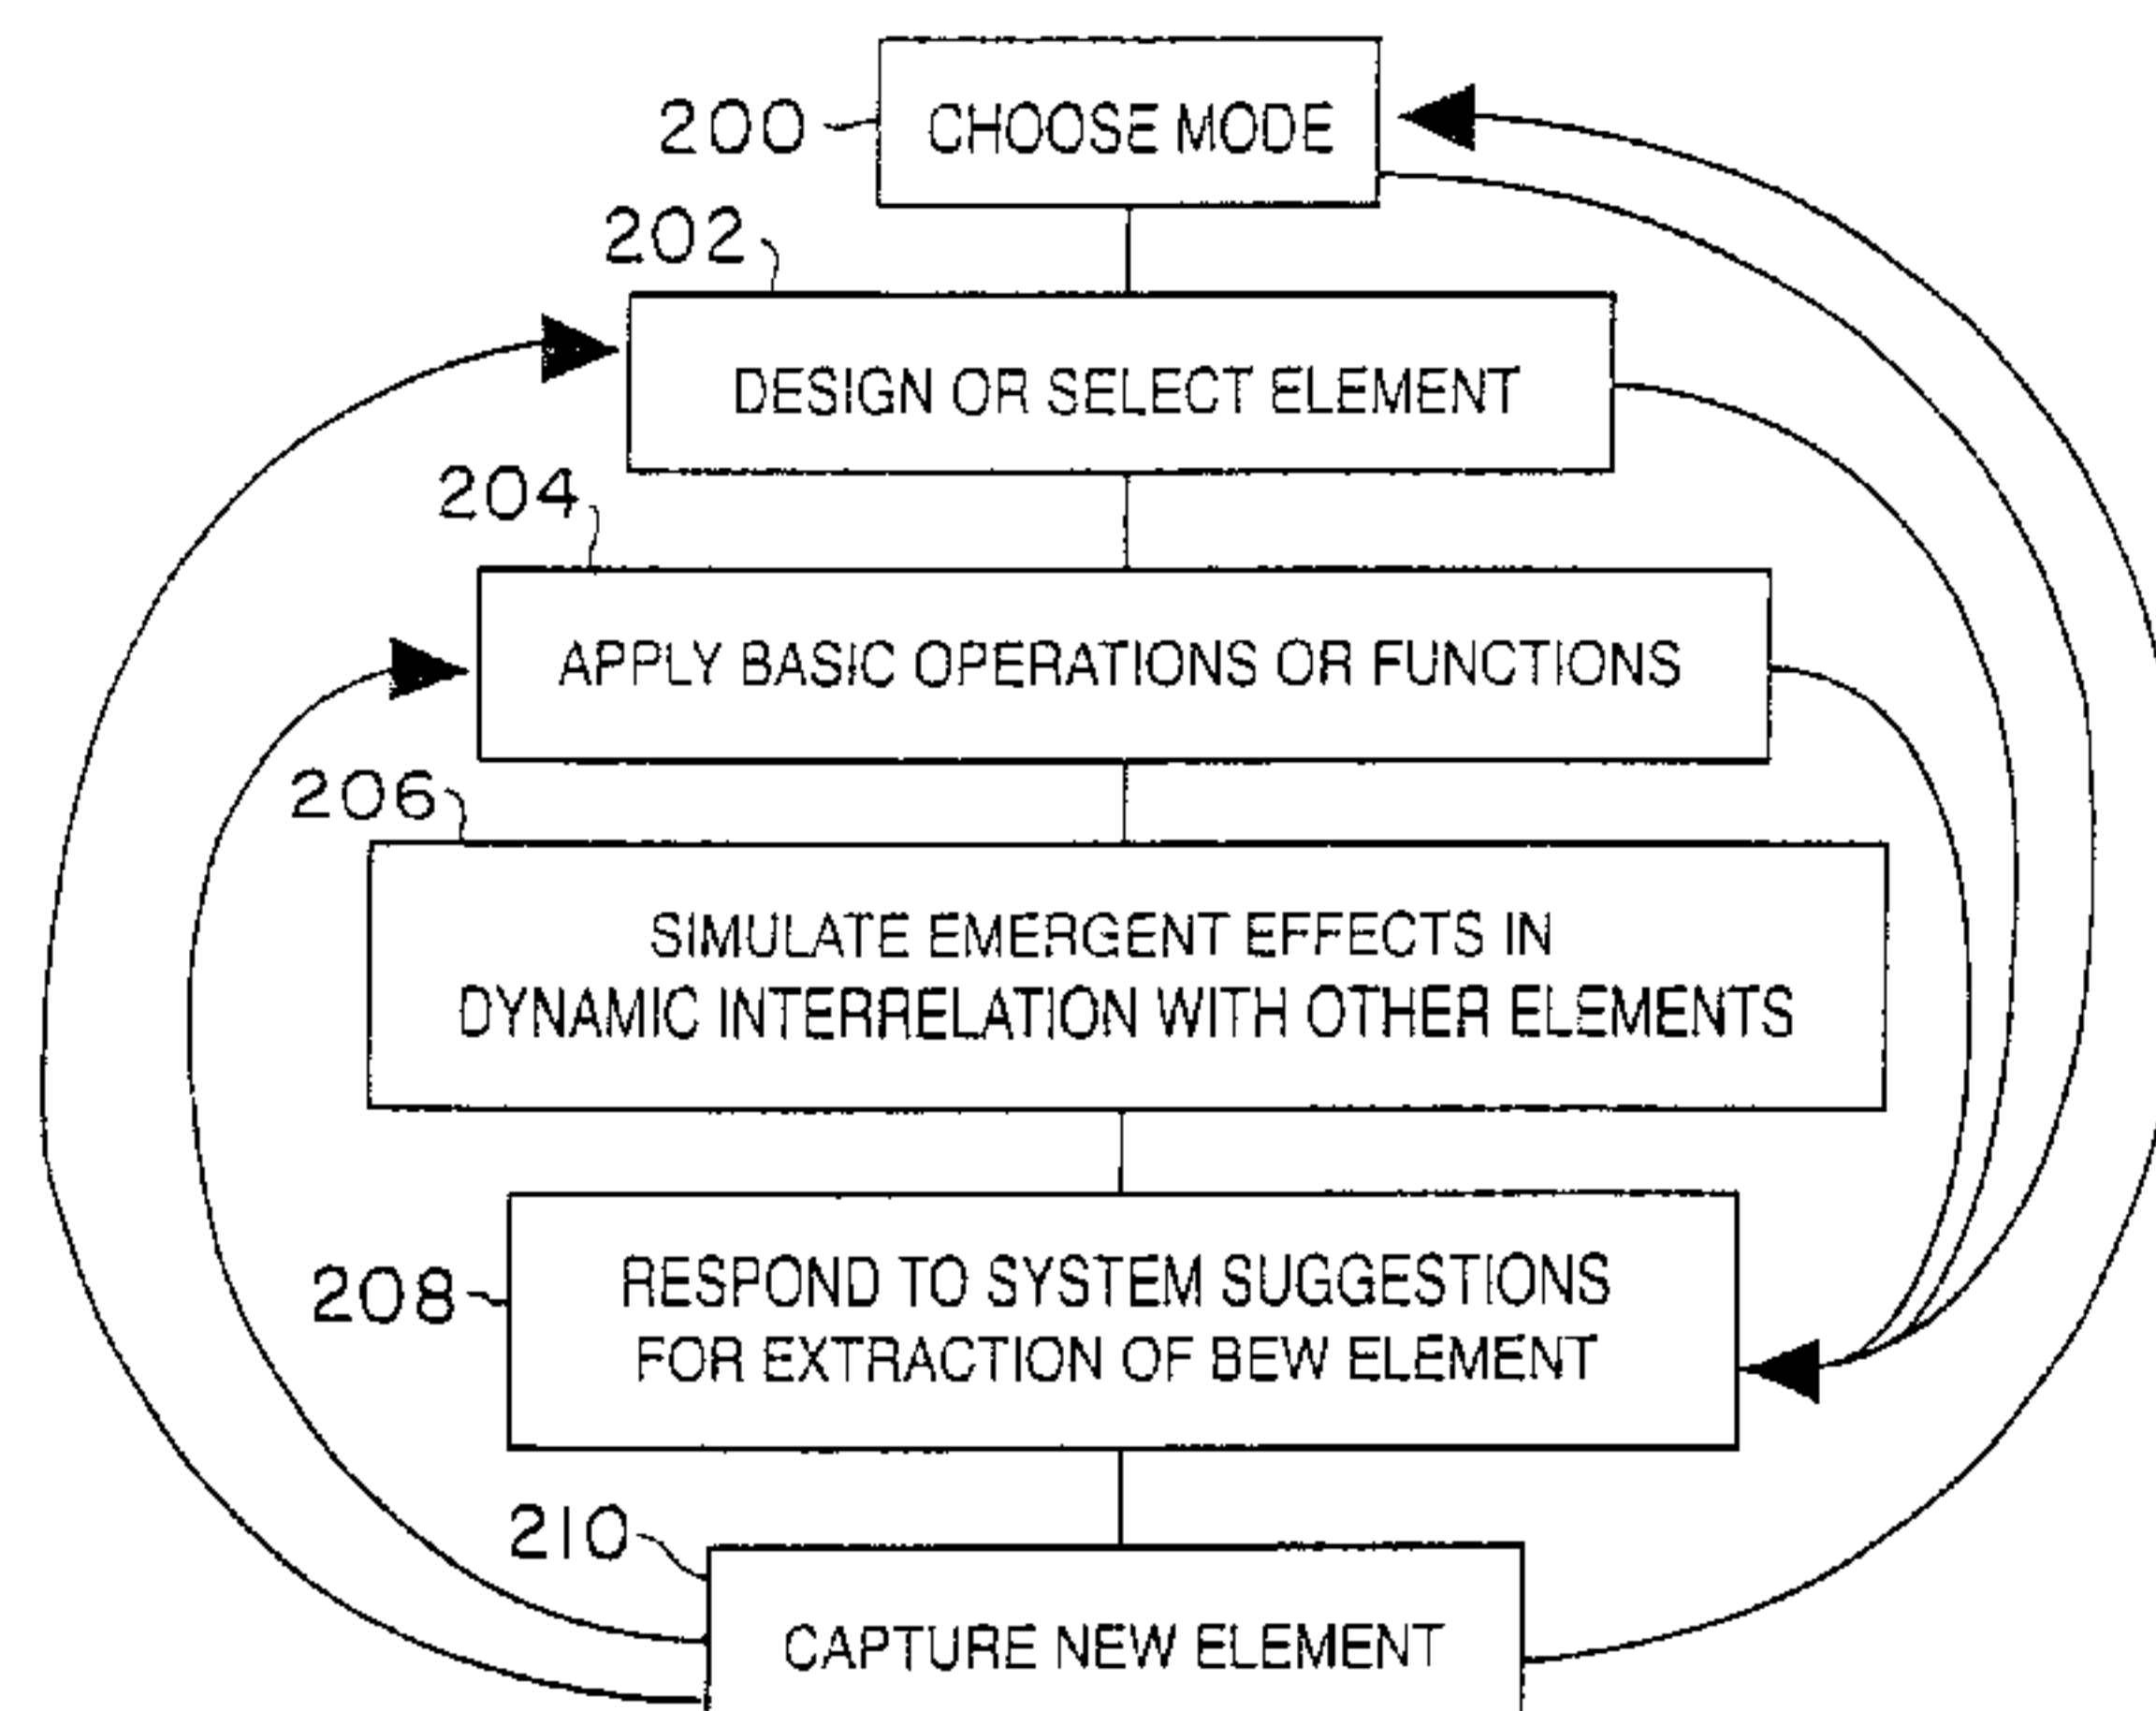 200
CHOOSE MODE
202
DESIGN OR SELECT ELEMENT
204
APPLY BASIC OPERATIONS OR FUNCTIONS
206
SIMULATE EMERGENT EFFECTS IN
DYNAMIC INTERRELATION WITH OTHER ELEMENTS
208
RESPOND TO SYSTEM SUGGESTIONS
FOR EXTRACTION OF BEW ELEMENT
210
CAPTURE NEW ELEMENT